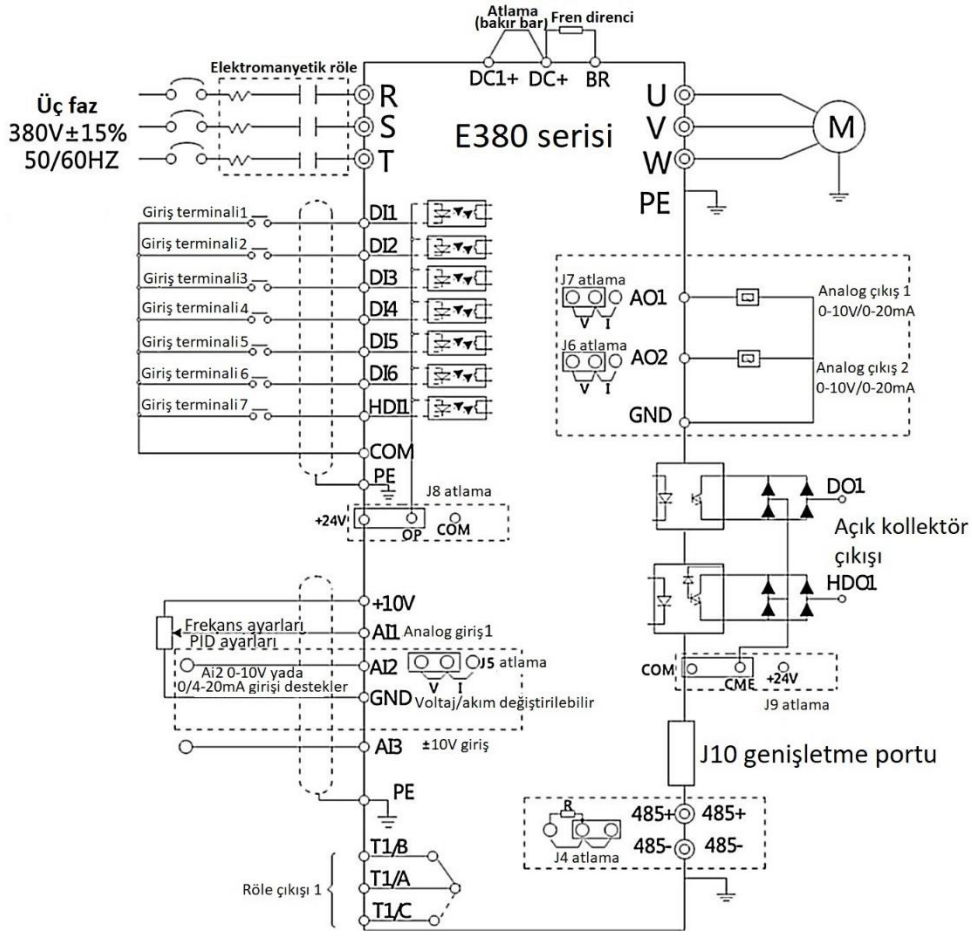 Atlama
(bakır bar)
Fren direnci
DC1+ DC+ BR
Elektromanyetik röle
Üç faz
380V±15%
50/60HZ
R
S
T
E380 serisi
U
V
W
M
PE
Giriş terminali1
DI1
Giriş terminali2
DI2
Giriş terminali3
DI3
Giriş terminali4
DI4
Giriş terminali5
DI5
Giriş terminali6
DI6
Giriş terminali7
HDI1
COM
PE
J8 atlama
+24V
OP
COM
J7 atlama
V I
AO1
Analog çıkış 1
0-10V/0-20mA
J6 atlama
V I
AO2
Analog çıkış 2
0-10V/0-20mA
GND
DO1
Açık kollektör
çıkışı
HDO1
COM
CME
+24V
J9 atlama
+10V
Frekans ayarları
PID ayarları
AI1 Analog giriş1
Ai2 0-10V yada
0/4-20mA girişi destekler
AI2
J5 atlama
V I
GND
Voltaj/akım değiştirilebilir
AI3
±10V giriş
PE
J10 genişletme portu
R
J4 atlama
485+ 485+
485- 485-
Röle çıkışı 1
T1/B
T1/A
T1/C